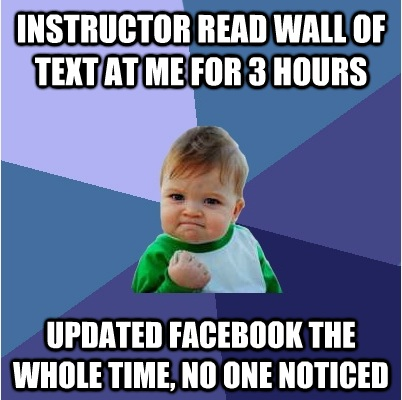 INSTRUCTOR READ WALL OF
TEXT AT ME FOR 3 HOURS
UPDATED FACEBOOK THE
WHOLE TIME, NO ONE NOTICED